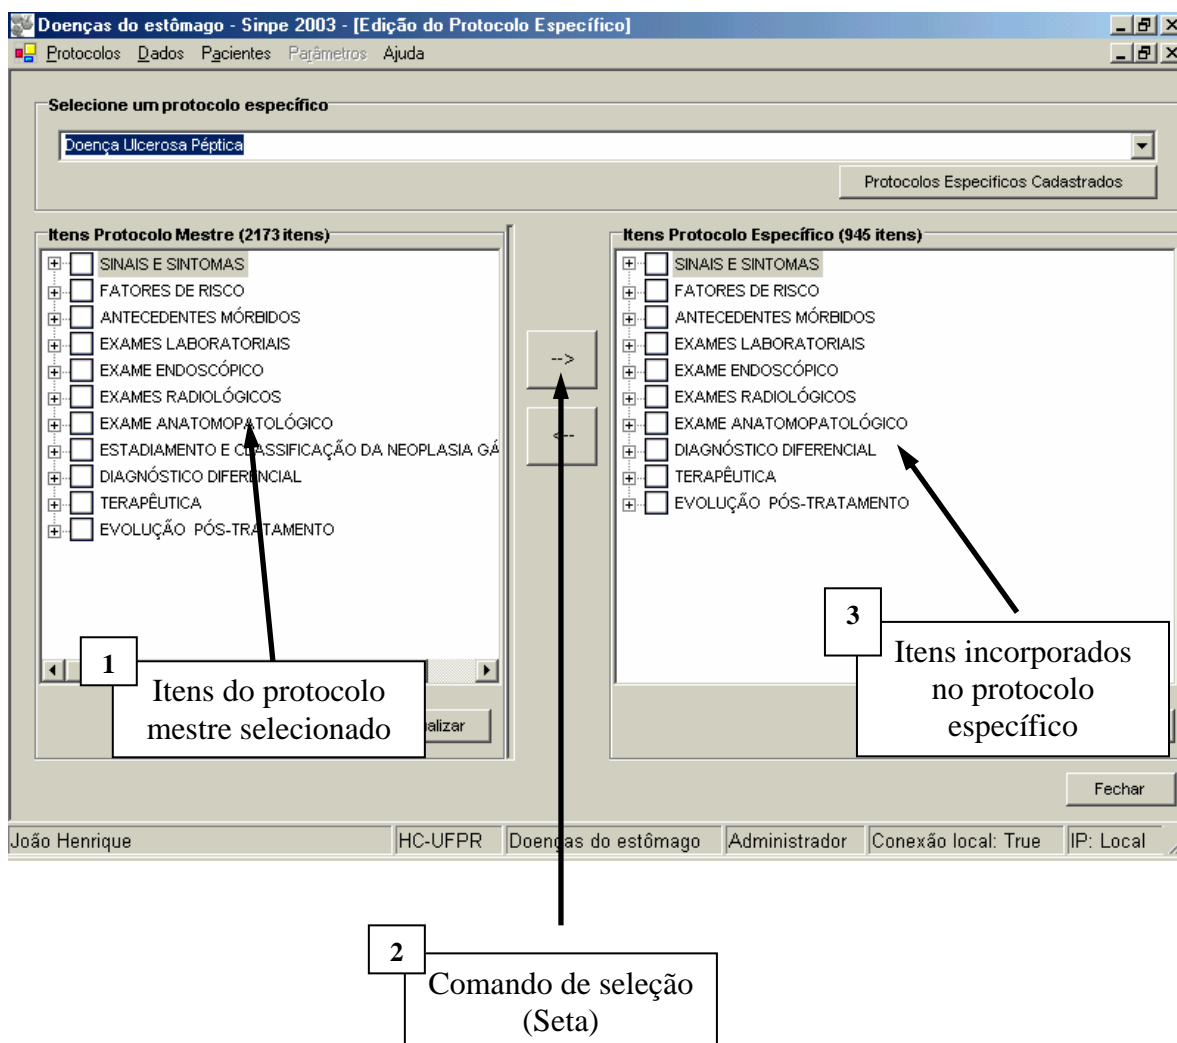 Doenças do estômago - Sinpe 2003 - [Edição do Protocolo Específico]
Protocolos Dados Pacientes Parâmetros Ajuda
Selecione um protocolo específico
Doença Ulcerosa Péptica
Protocolos Especificos Cadastrados
Itens Protocolo Mestre (2173 itens)
SINAIS E SINTOMAS
FATORES DE RISCO
ANTECEDENTES MÓRBIDOS
EXAMES LABORATORIAIS
EXAME ENDOSCÓPICO
EXAMES RADIOLÓGICOS
EXAME ANATOMOPATOLÓGICO
ESTADIAMENTO E CLASSIFICAÇÃO DA NEOPLASIA GÁ
DIAGNÓSTICO DIFERENCIAL
TERAPÊUTICA
EVOLUÇÃO PÓS-TRATAMENTO
-->
<--
Itens Protocolo Específico (945 itens)
SINAIS E SINTOMAS
FATORES DE RISCO
ANTECEDENTES MÓRBIDOS
EXAMES LABORATORIAIS
EXAME ENDOSCÓPICO
EXAMES RADIOLÓGICOS
EXAME ANATOMOPATOLÓGICO
DIAGNÓSTICO DIFERENCIAL
TERAPÊUTICA
EVOLUÇÃO PÓS-TRATAMENTO
1
Itens do protocolo
mestre selecionado
alizar
3
Itens incorporados
no protocolo
específico
Fechar
João Henrique HC-UFPR Doenças do estômago Administrador Conexão local: True IP: Local
2
Comando de seleção
(Seta)